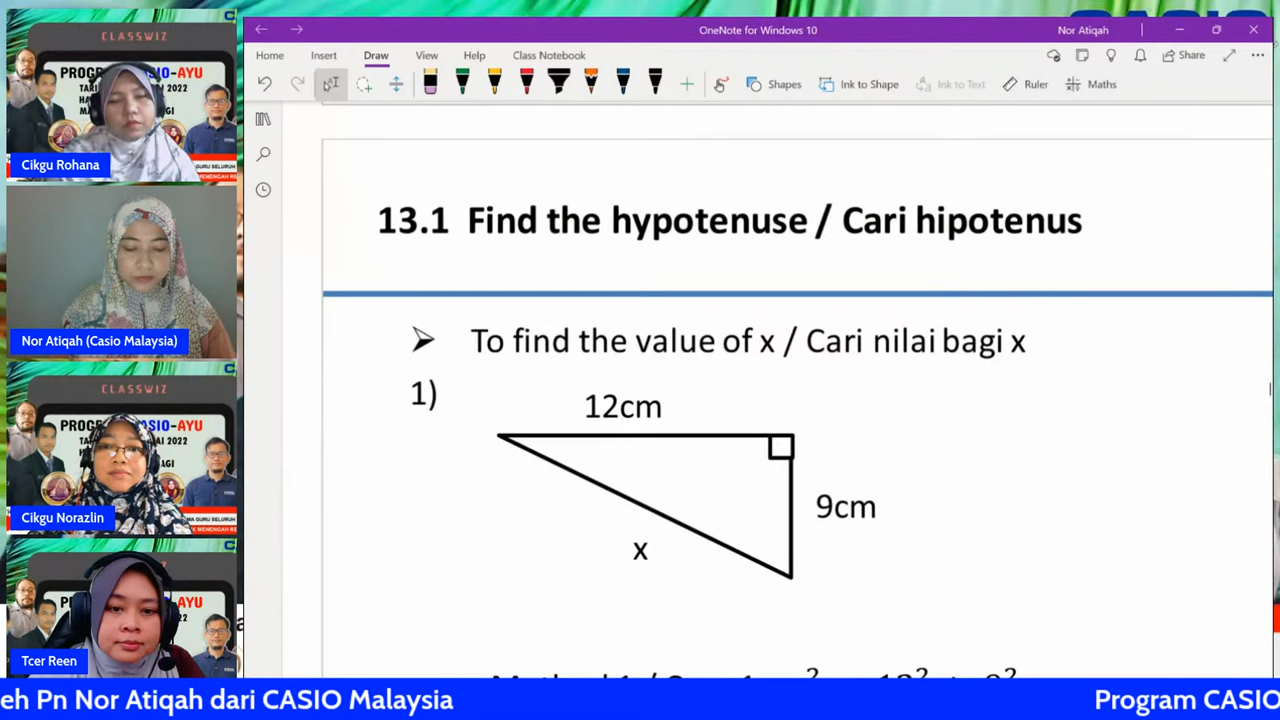 CLASSWIZ
Cikgu Rohana
Nor Atiqah (Casio Malaysia)
CLASSWIZ
Cikgu Norazlin
Tcer Reen
OneNote for Windows 10
Nor Atiqah
Home Insert Draw View Help Class Notebook
Share
Shapes Ink to Shape Ink to Text Ruler Maths
13.1 Find the hypotenuse / Cari hipotenus
➢ To find the value of x / Cari nilai bagi x
1)
12cm
9cm
x
eh Pn Nor Atiqah dari CASIO Malaysia
Program CASIO